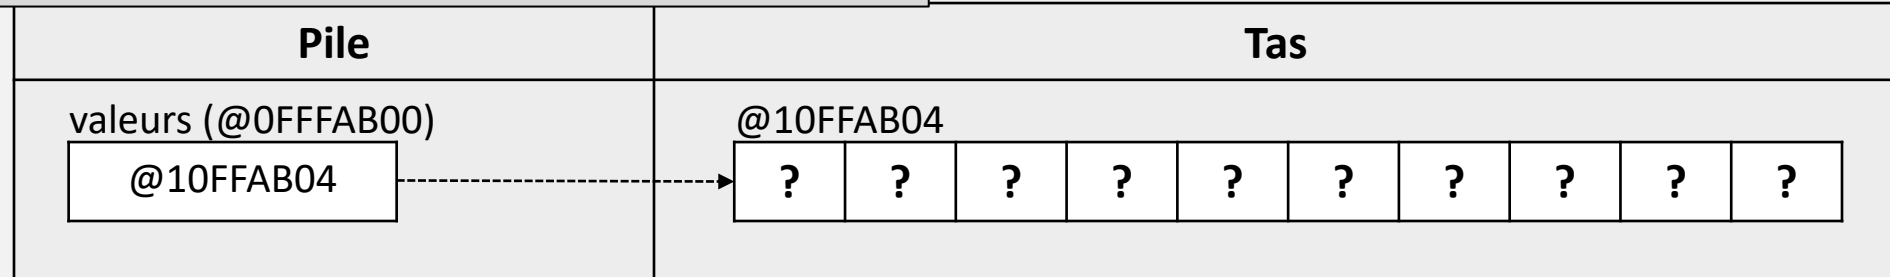 Pile
Tas
valeurs (@0FFFAB00)
@10FFAB04
@10FFAB04
? ? ? ? ? ? ? ? ? ?